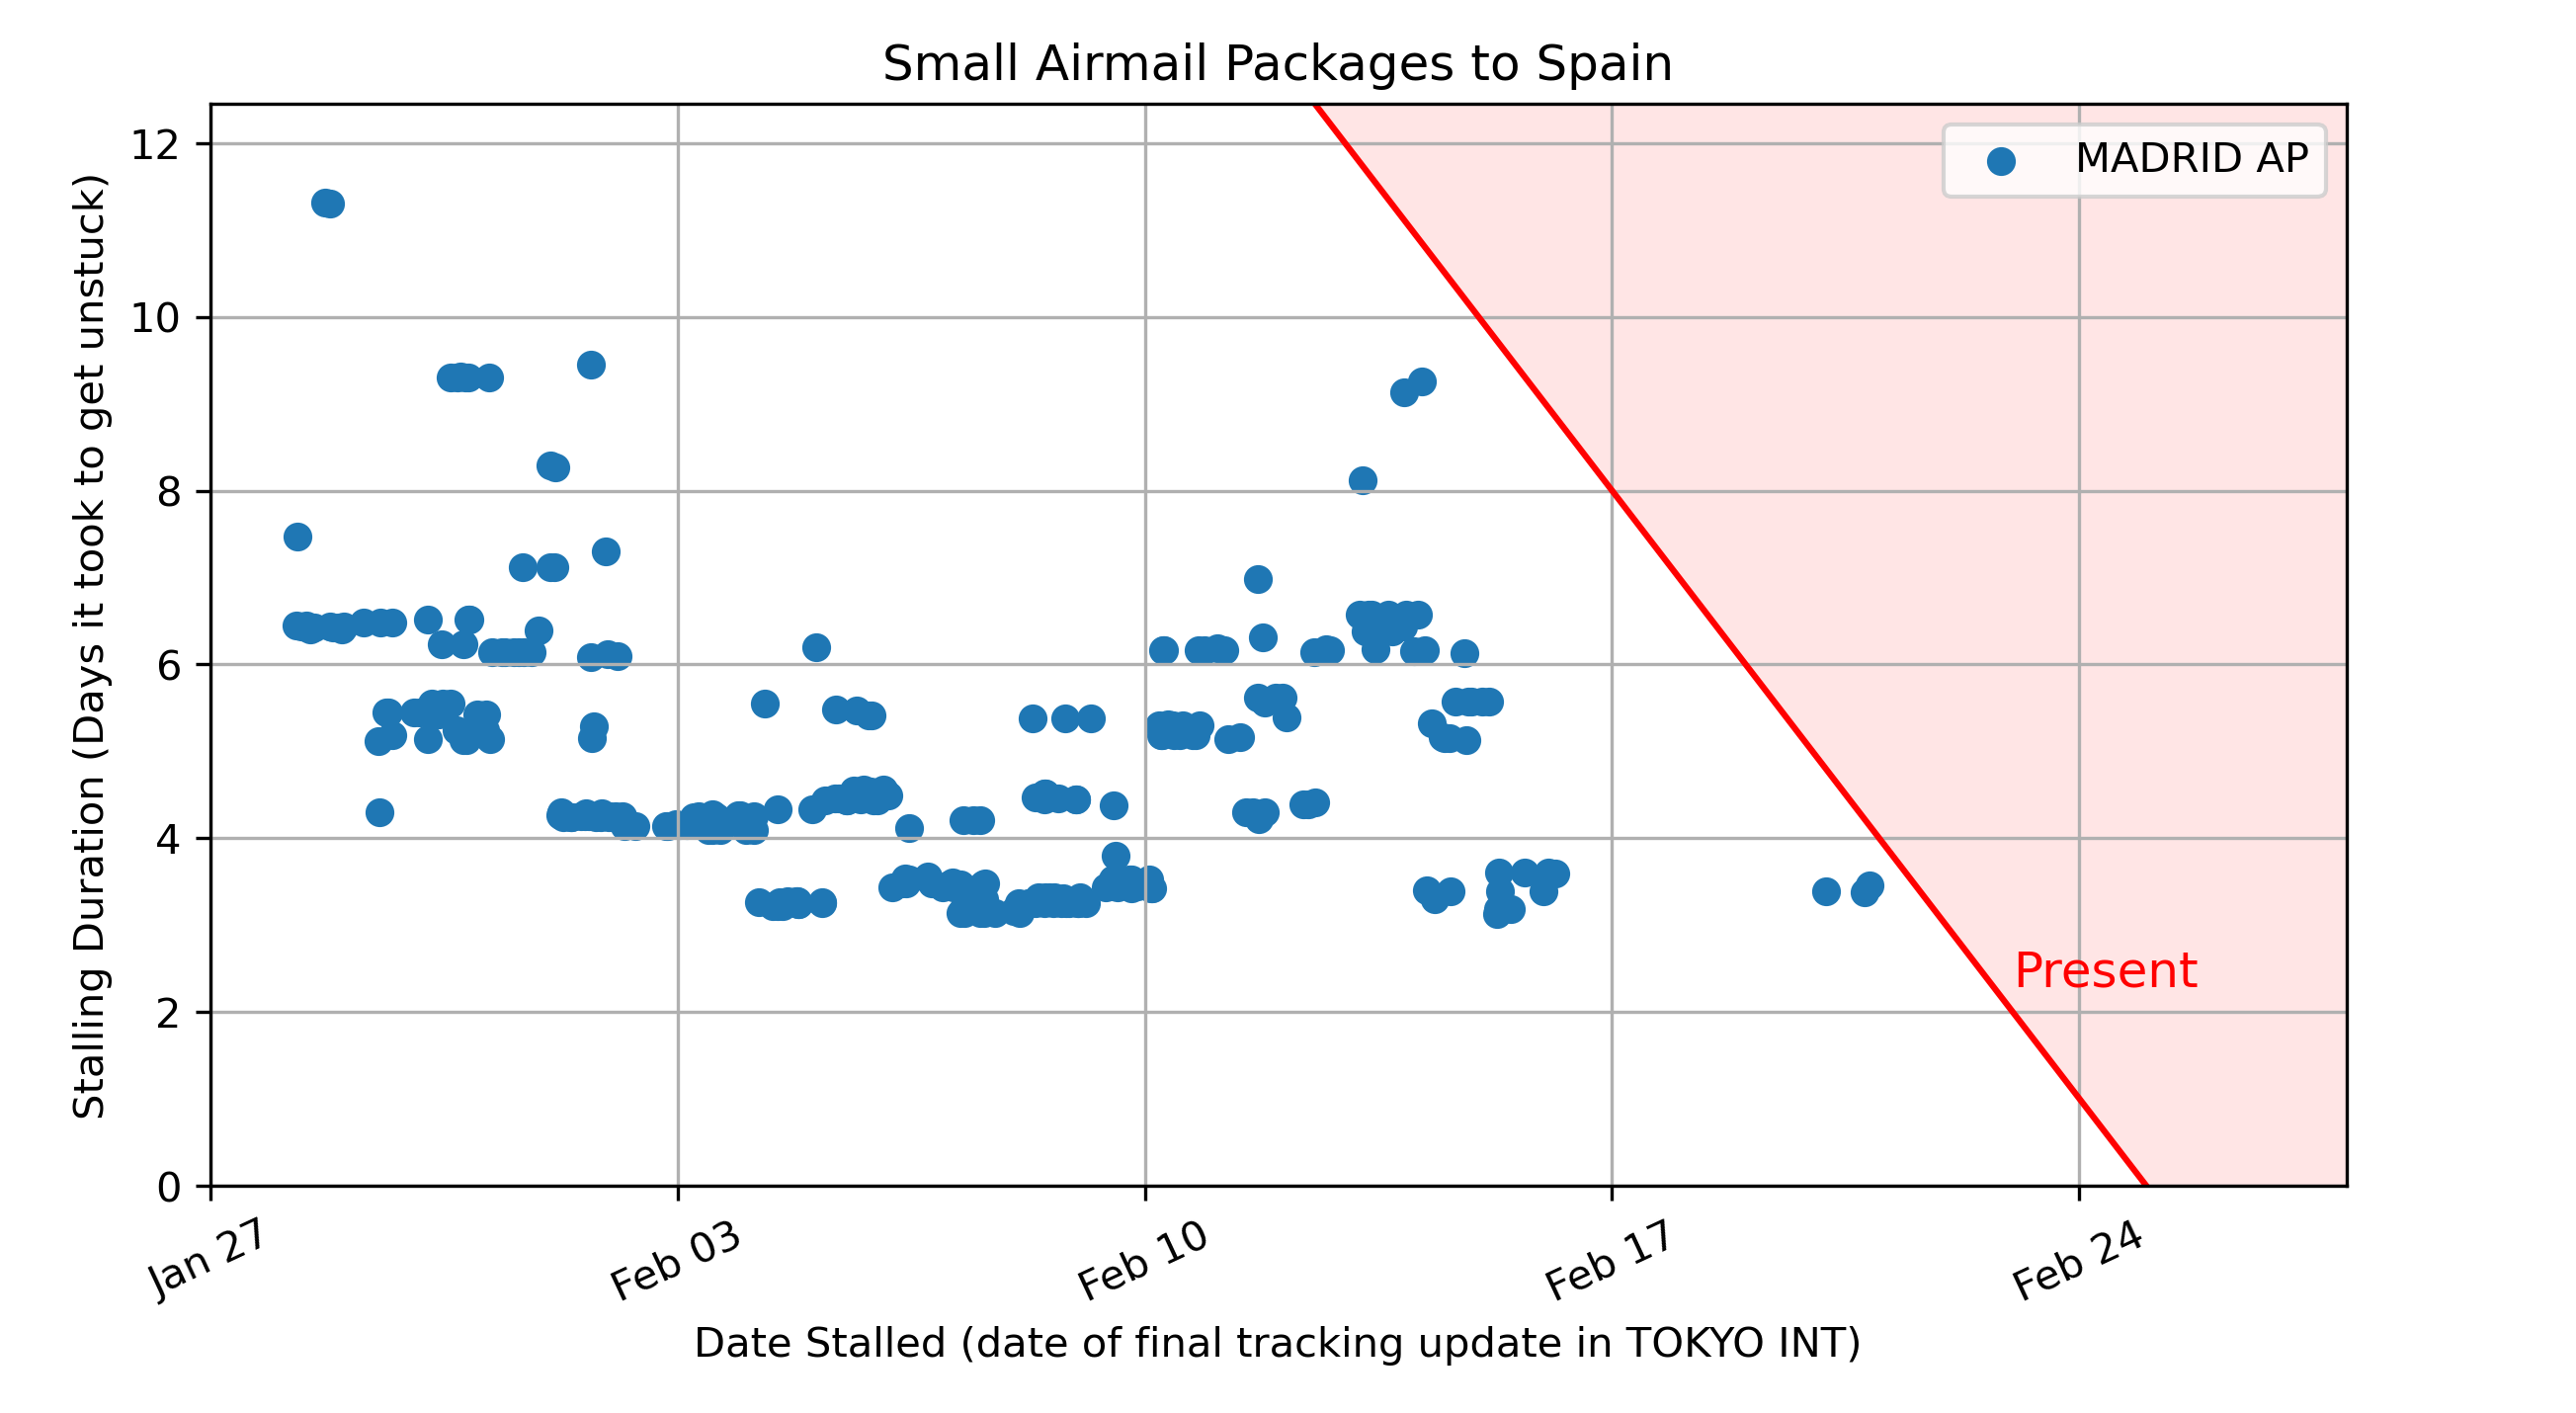 Small Airmail Packages to Spain
MADRID AP
12
10
8
6
4
2
0
Stalling Duration (Days it took to get unstuck)
Present
Jan 27
Feb 03
Feb 10
Feb 17
Feb 24
Date Stalled (date of final tracking update in TOKYO INT)